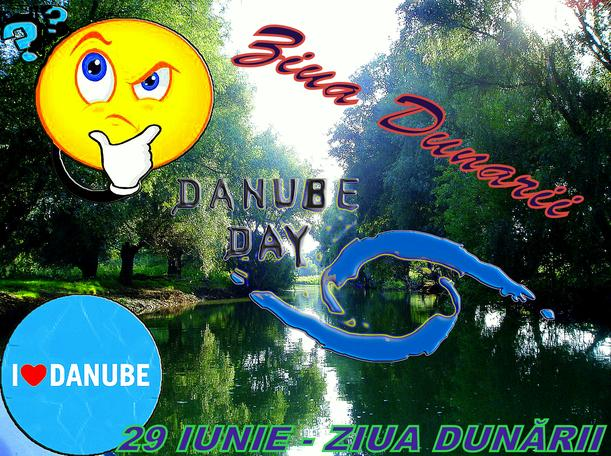 ??
Ziua Dunarii
DANUBE
DAY
I ❤ DANUBE
29 IUNIE - ZIUA DUNĂRII